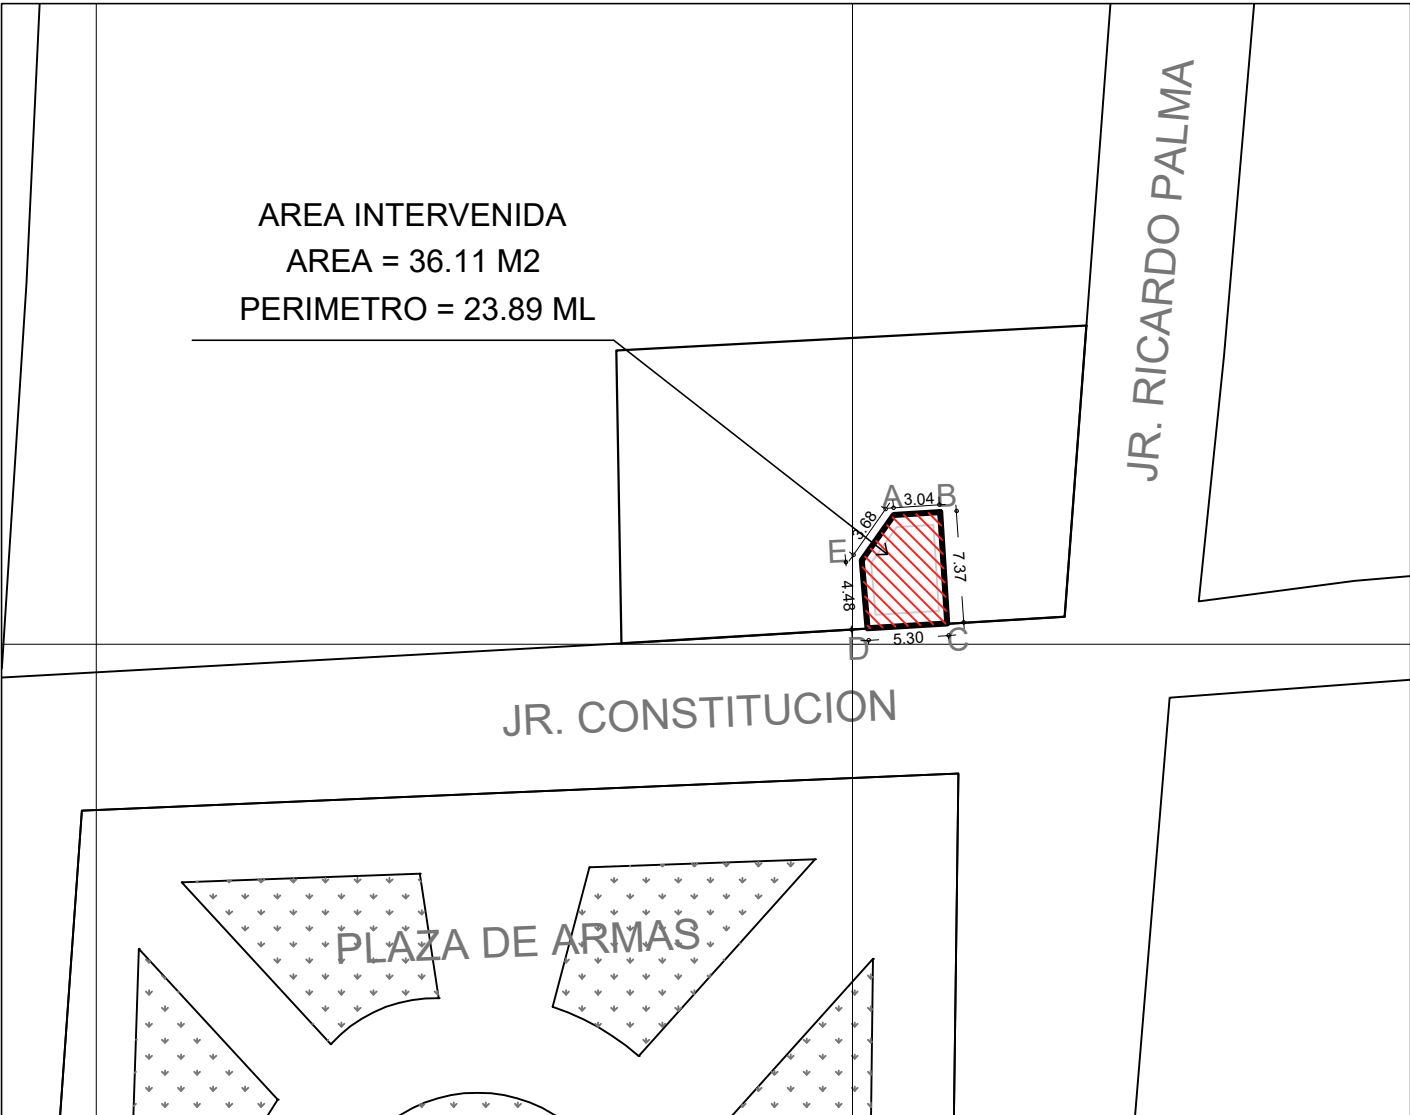 AREA INTERVENIDA
AREA = 36.11 M2
PERIMETRO = 23.89 ML
JR. RICARDO PALMA
A
3.04
B
3.68
E
7.37
4.48
D
5.30
C
JR. CONSTITUCION
PLAZA DE ARMAS